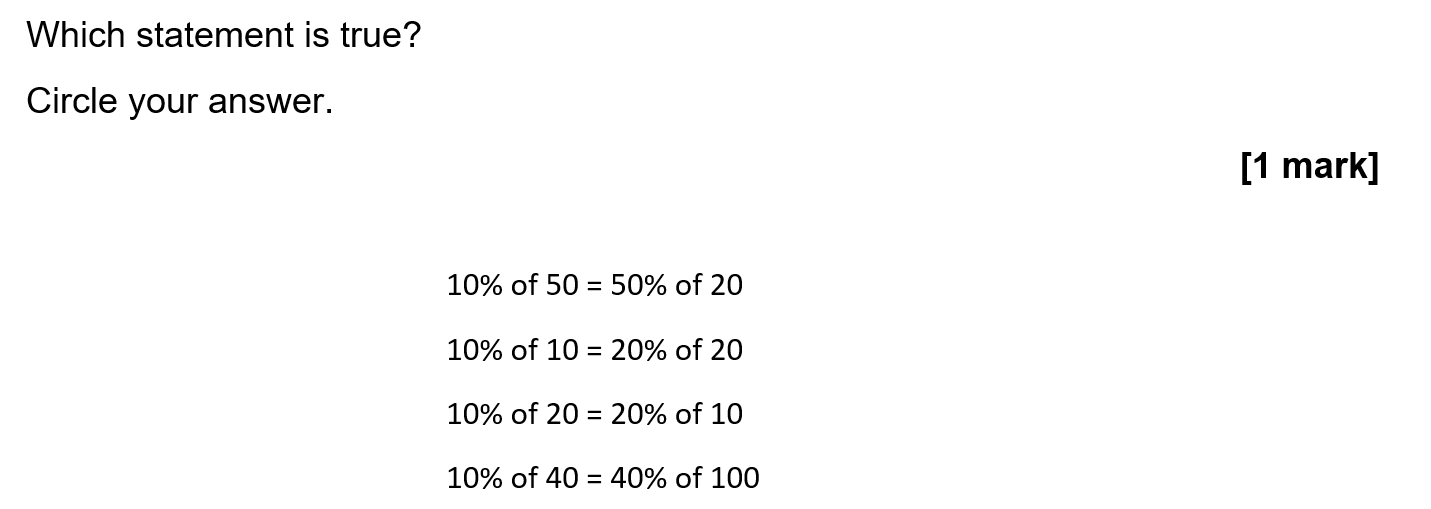 Which statement is true?
Circle your answer.
[1 mark]
10% of 50 = 50% of 20
10% of 10 = 20% of 20
10% of 20 = 20% of 10
10% of 40 = 40% of 100